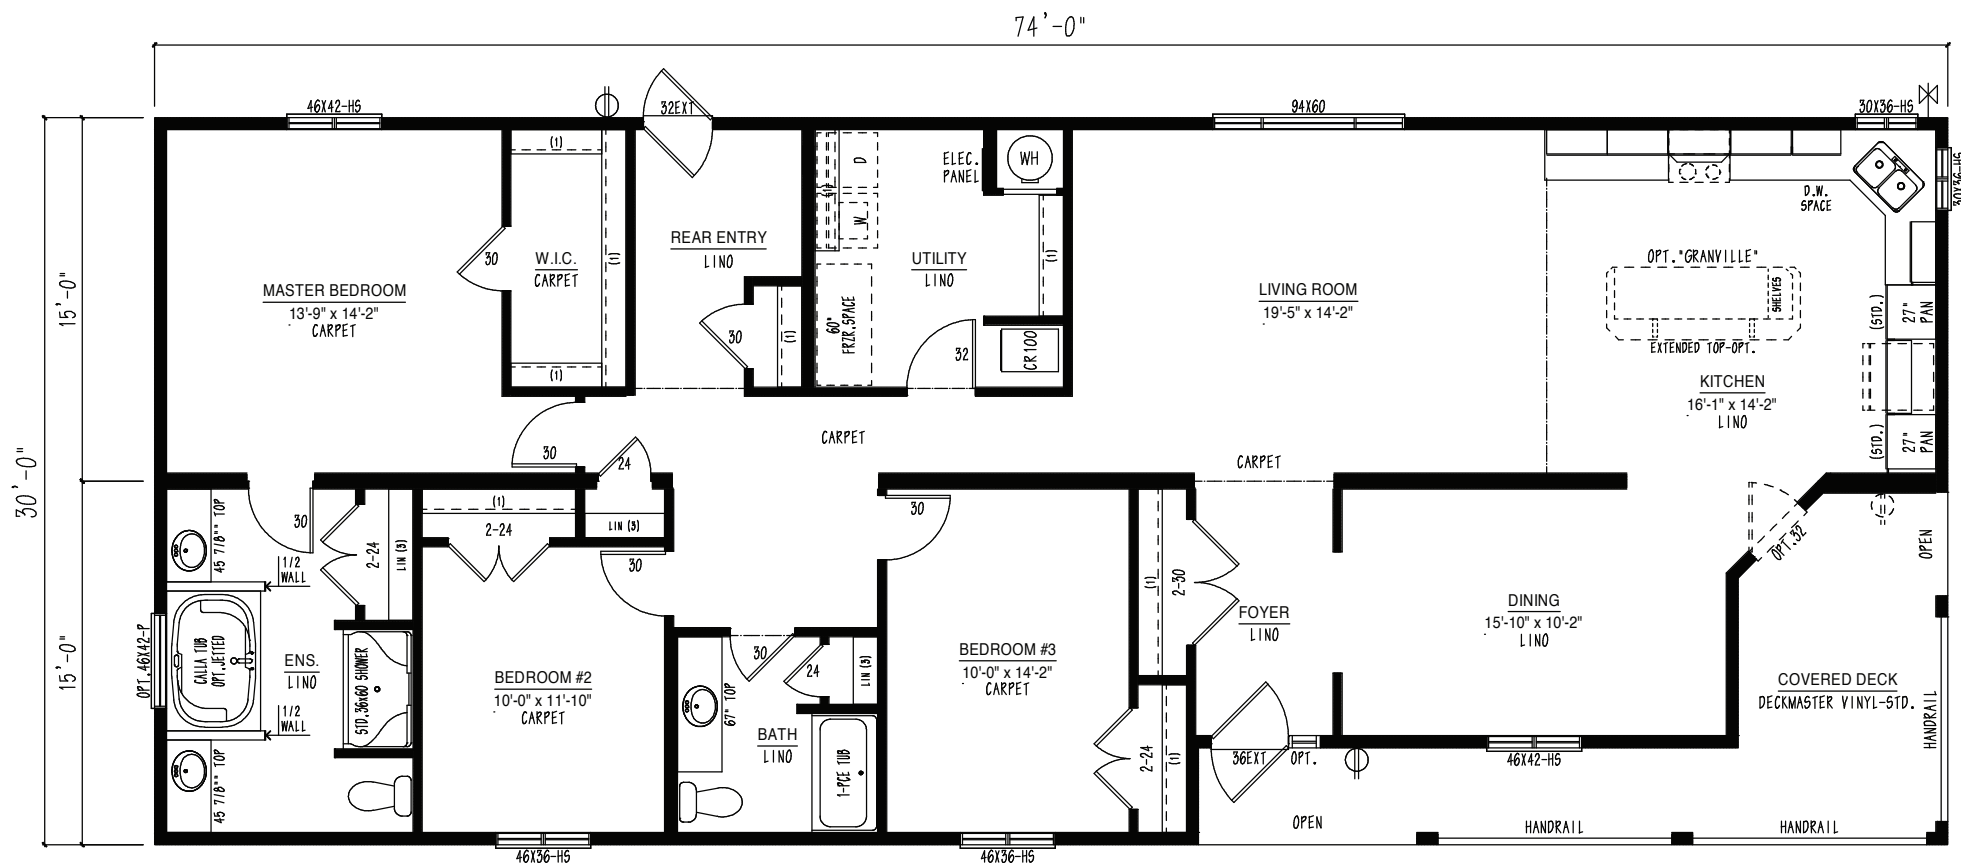 74'-0"
46X42-HS
32EXT
94X60
30X36-HS
30X36-HS
30'-0"
15'-0"
15'-0"
MASTER BEDROOM
13'-9" x 14'-2"
CARPET
30
(1)
W.I.C.
CARPET
(1)
(1)
REAR ENTRY
LINO
30
(1)
(1)
D
W
60"
FRZR.SPACE
UTILITY
LINO
ELEC.
PANEL
WH
(1)
32
CR100
LIVING ROOM
19'-5" x 14'-2"
D.W.
SPACE
OPT."GRANVILLE"
SHELVES
EXTENDED TOP-OPT.
KITCHEN
16'-1" x 14'-2"
LINO
(STD.)
27"
PAN
(STD.)
27"
PAN
30
24
CARPET
CARPET
45 7/8"" TOP
30
1/2
WALL
2-24
LIN (3)
OPT.46X42-P
CALLA TUB
OPT.JETTED
ENS.
LINO
STD.36x60 SHOWER
1/2
WALL
45 7/8"" TOP
(1)
2-24
LIN (3)
30
BEDROOM #2
10'-0" x 11'-10"
CARPET
46X36-HS
30
24
LIN (3)
67" TOP
BATH
LINO
1-PCE TUB
30
BEDROOM #3
10'-0" x 14'-2"
CARPET
46X36-HS
(1)
2-30
2-24
(1)
FOYER
LINO
36EXT
OPT.
DINING
15'-10" x 10'-2"
LINO
46X42-HS
OPT.32
OPEN
COVERED DECK
DECKMASTER VINYL-STD.
HANDRAIL
OPEN
HANDRAIL
HANDRAIL